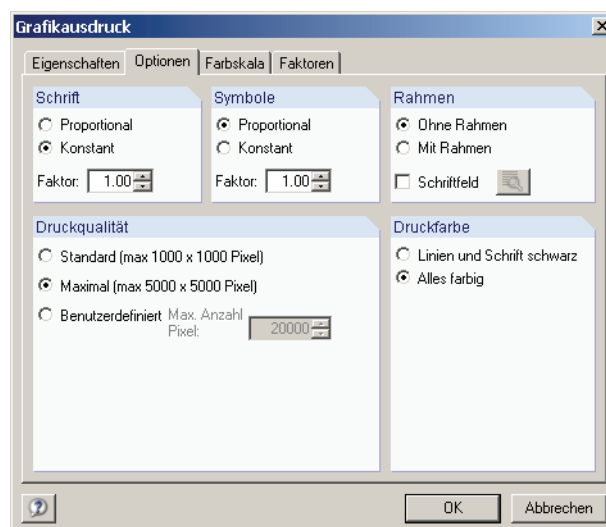 Grafikausdruck
Eigenschaften Optionen Farbskala Faktoren
Schrift
Proportional
Konstant
Faktor: 1.00
Symbole
Proportional
Konstant
Faktor: 1.00
Rahmen
Ohne Rahmen
Mit Rahmen
Schriftfeld
Druckqualität
Standard (max 1000 x 1000 Pixel)
Maximal (max 5000 x 5000 Pixel)
Benutzerdefiniert Max. Anzahl
Pixel: 20000
Druckfarbe
Linien und Schrift schwarz
Alles farbig
OK Abbrechen